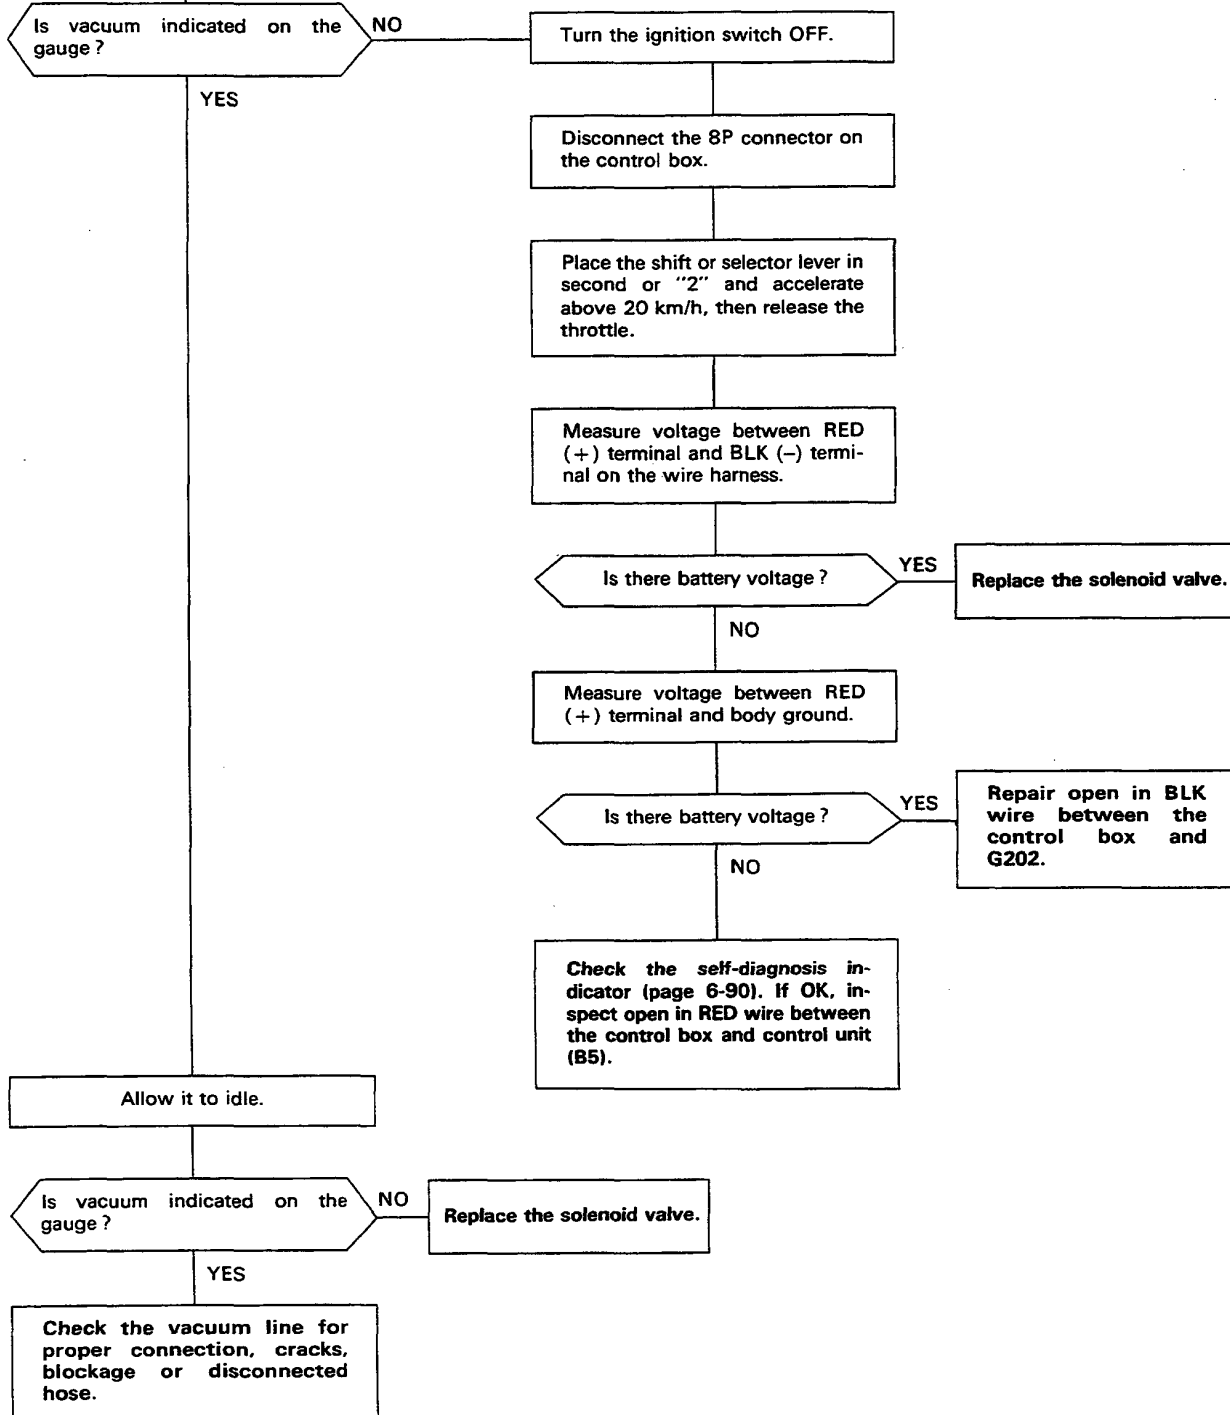 Is vacuum indicated on the
gauge?
NO
Turn the ignition switch OFF.
YES
Disconnect the 8P connector on
the control box.
Place the shift or selector lever in
second or "2" and accelerate
above 20 km/h, then release the
throttle.
Measure voltage between RED
(+) terminal and BLK (–) termi-
nal on the wire harness.
Is there battery voltage?
YES
Replace the solenoid valve.
NO
Measure voltage between RED
(+) terminal and body ground.
Is there battery voltage?
YES
Repair open in BLK
wire between the
control box and
G202.
NO
Check the self-diagnosis in-
dicator (page 6-90). If OK, in-
spect open in RED wire between
the control box and control unit
(B5).
Allow it to idle.
Is vacuum indicated on the
gauge?
NO
Replace the solenoid valve.
YES
Check the vacuum line for
proper connection, cracks,
blockage or disconnected
hose.